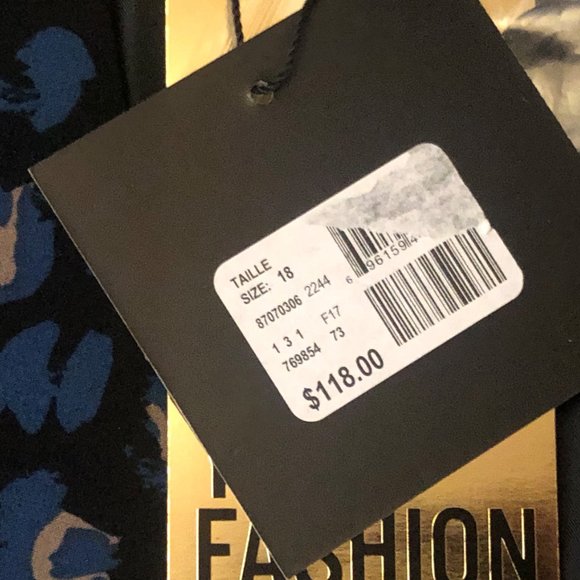 TAILLE
SIZE: 18
87070306 2244
1 3 1 F17
769854 73
$118.00
FASHION